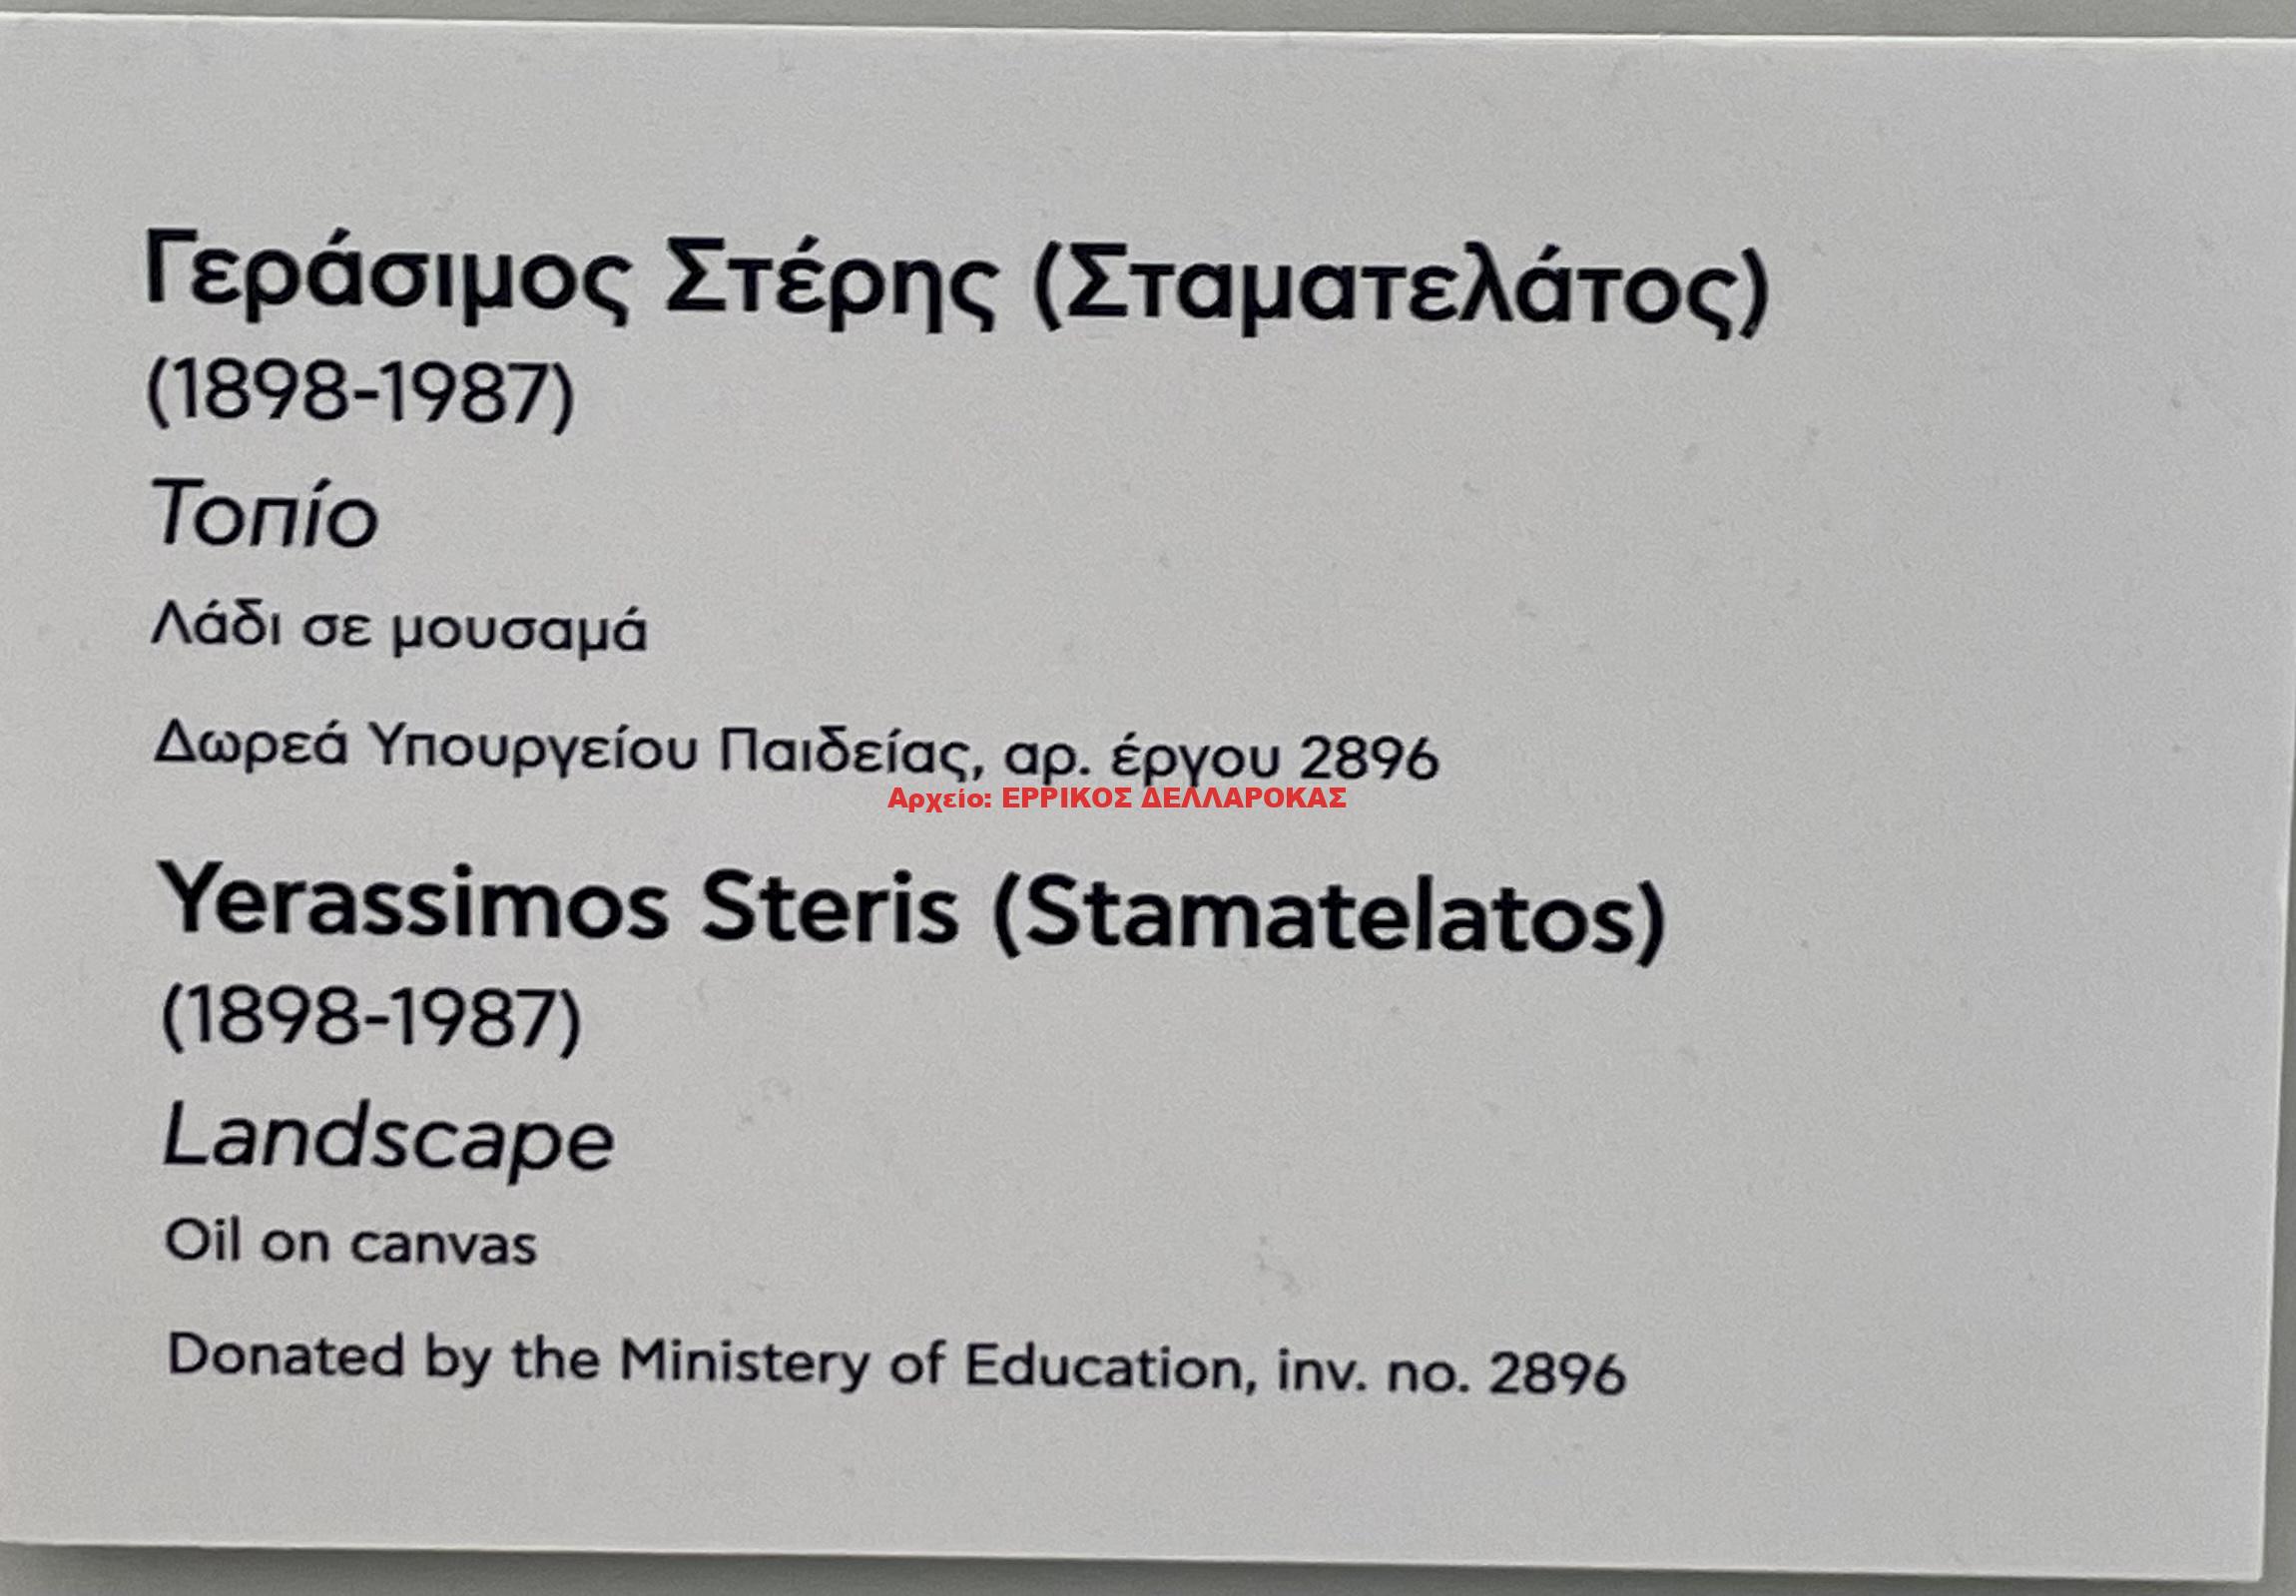 Γεράσιμος Στέρης (Σταματελάτος)
(1898-1987)
Τοπίο
Λάδι σε μουσαμά
Δωρεά Υπουργείου Παιδείας, αρ. έργου 2896
Αρχείο: ΕΡΡΙΚΟΣ ΔΕΛΛΑΡΟΚΑΣ
Yerassimos Steris (Stamatelatos)
(1898-1987)
Landscape
Oil on canvas
Donated by the Ministery of Education, inv. no. 2896